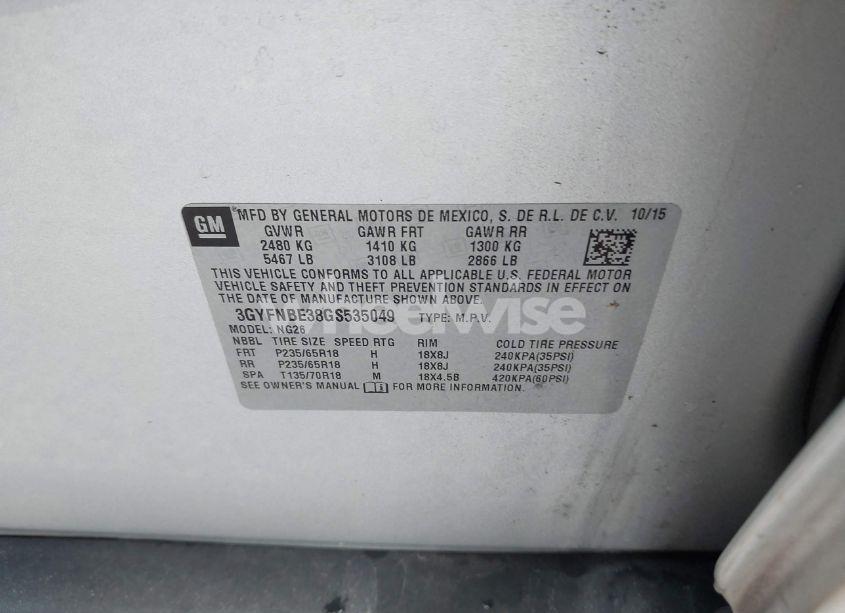 GM
MFD BY GENERAL MOTORS DE MEXICO, S. DE R.L. DE C.V. 10/15
GVWR GAWR FRT GAWR RR
2480 KG 1410 KG 1300 KG
5467 LB 3108 LB 2866 LB
THIS VEHICLE CONFORMS TO ALL APPLICABLE U.S. FEDERAL MOTOR
VEHICLE SAFETY AND THEFT PREVENTION STANDARDS IN EFFECT ON
THE DATE OF MANUFACTURE SHOWN ABOVE.
3GYFNBE38GS535049 TYPE: M.P.V.
MODEL: NG26
NBBL TIRE SIZE SPEED RTG RIM COLD TIRE PRESSURE
FRT P235/65R18 H 18X8J 240KPA(35PSI)
RR P235/65R18 H 18X8J 240KPA(35PSI)
SPA T135/70R18 M 18X4.5B 420KPA(60PSI)
SEE OWNER'S MANUAL FOR MORE INFORMATION.